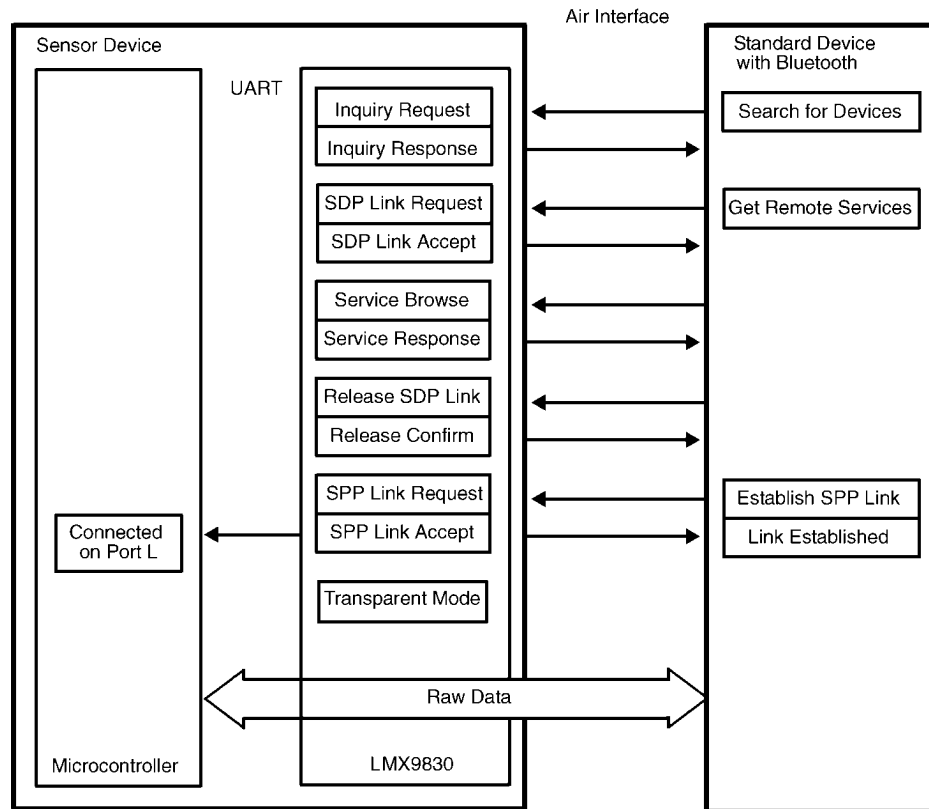 Air Interface
Sensor Device
Standard Device
with Bluetooth
UART
Inquiry Request
Search for Devices
Inquiry Response
SDP Link Request
Get Remote Services
SDP Link Accept
Service Browse
Service Response
Release SDP Link
Release Confirm
SPP Link Request
Establish SPP Link
Connected
on Port L
SPP Link Accept
Link Established
Transparent Mode
Raw Data
Microcontroller
LMX9830